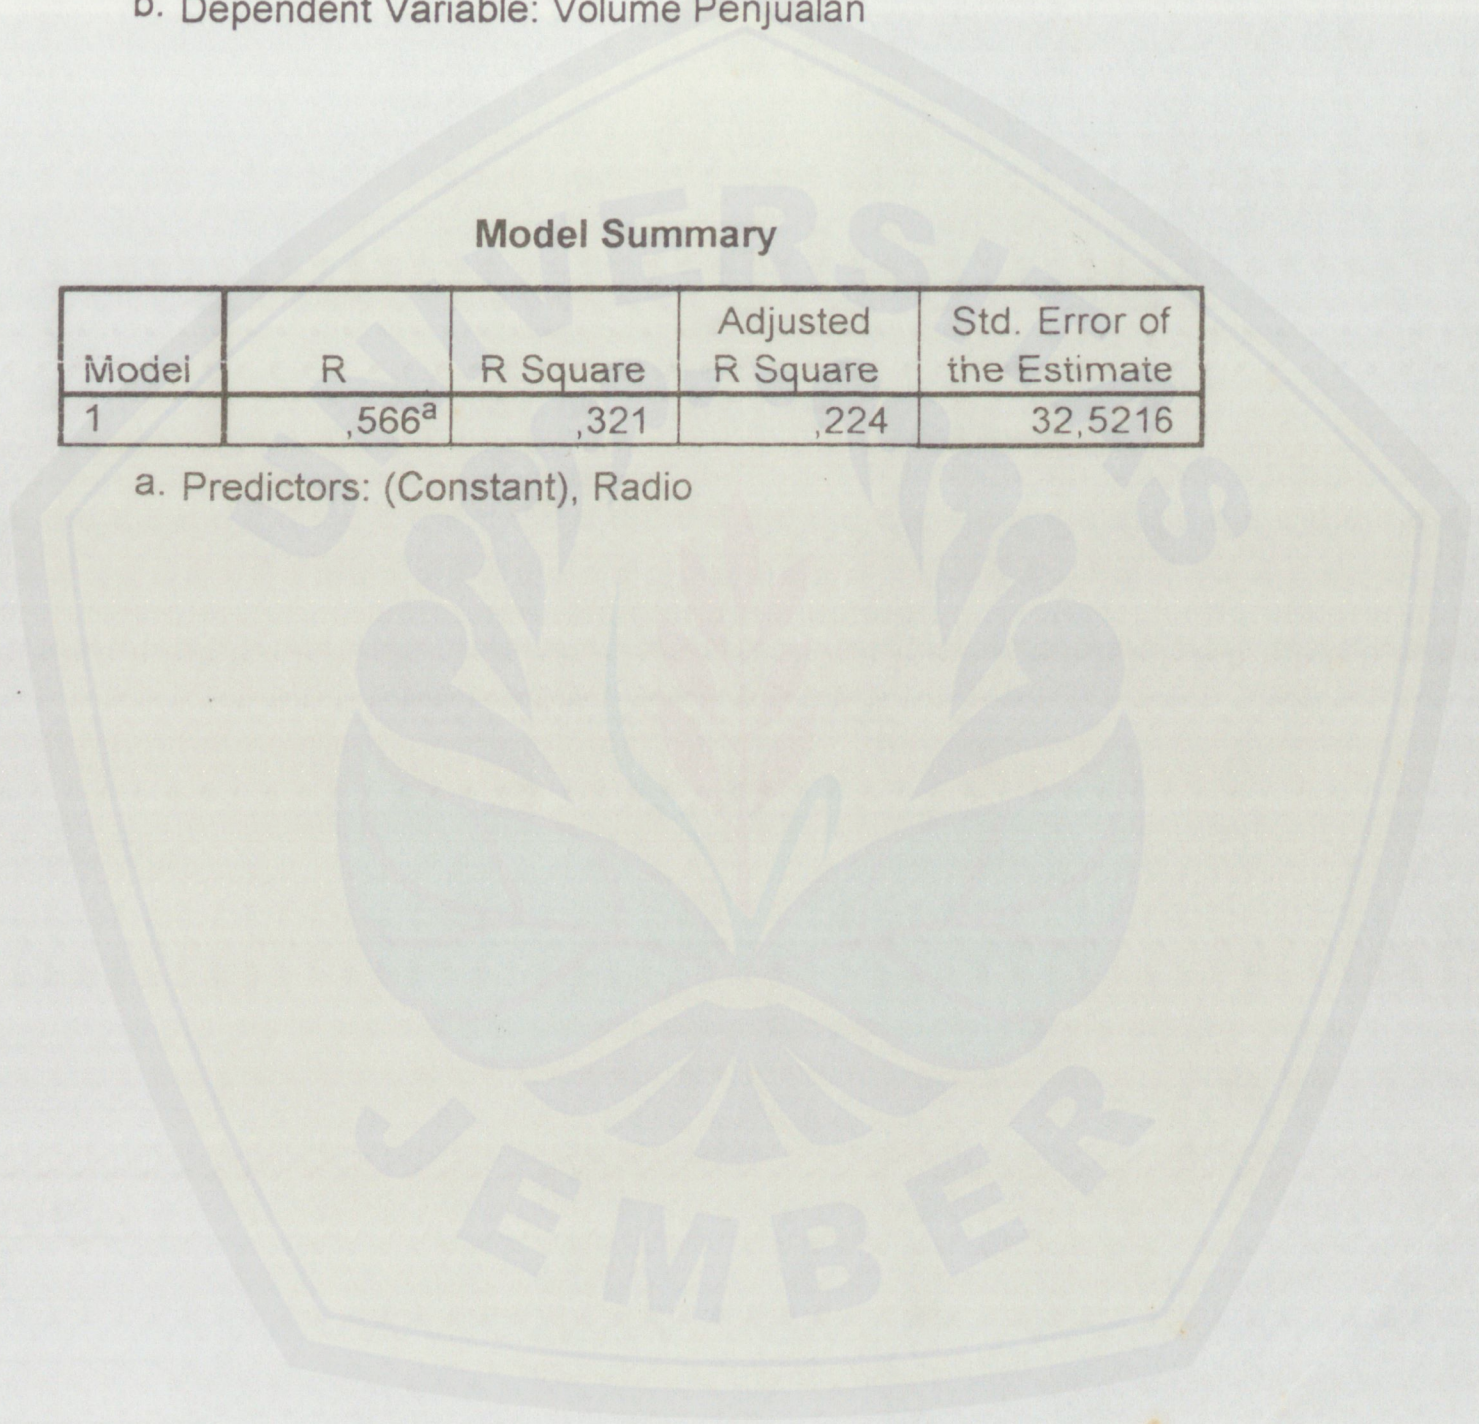 b. Dependent Variable: Volume Penjualan
Model Summary
Model R R Square Adjusted R Square Std. Error of the Estimate
1 ,566a ,321 ,224 32,5216
a. Predictors: (Constant), Radio
UNIVERSITAS
JEMBER